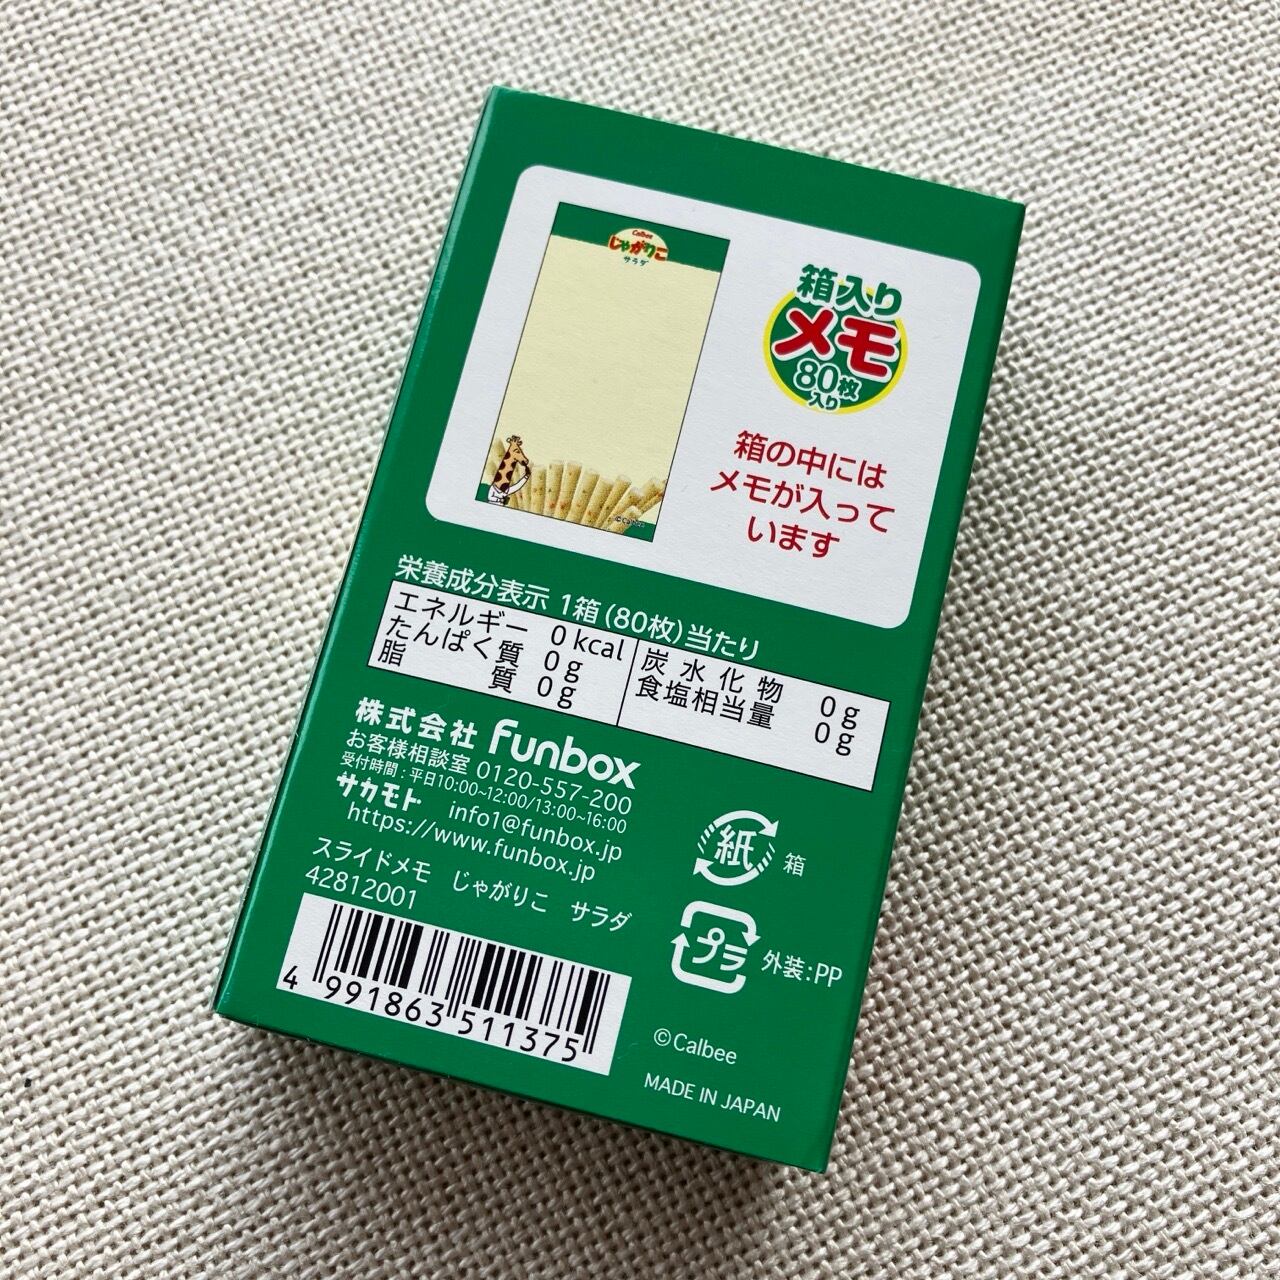 Calbee
じゃがりこ
サラダ
©Calbee
箱入り
メモ
80枚
入り
箱の中には
メモが入って
います
栄養成分表示 1箱(80枚)当たり
エネルギー 0kcal
たんぱく質 0g
脂質 0g
炭水化物 0g
食塩相当量 0g
株式会社 Funbox
お客様相談室 0120-557-200
受付時間:平日10:00~12:00/13:00~16:00
サカモト info1@funbox.jp
https://www.funbox.jp
スライドメモ じゃがりこ サラダ
42812001
4 991863 511375
紙 箱
プラ 外装:PP
©Calbee
MADE IN JAPAN